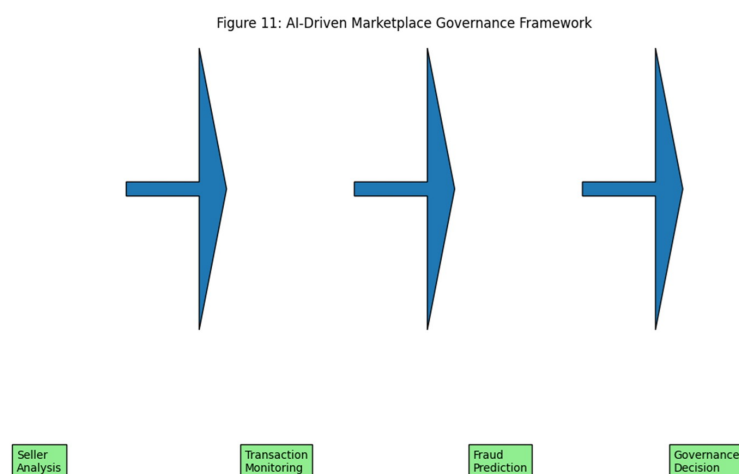 Figure 11: AI-Driven Marketplace Governance Framework
Seller
Analysis
Transaction
Monitoring
Fraud
Prediction
Governance
Decision